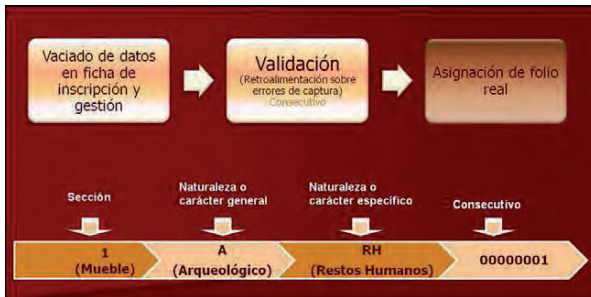 Vaciado de datos
en ficha de
inscripción y
gestión
Validación
(Retroalimentación sobre
errores de captura)
Consecutivo
Asignación de folio
real
Sección
Naturaleza o
carácter general
Naturaleza o
carácter específico
Consecutivo
1
(Mueble)
A
(Arqueológico)
RH
(Restos Humanos)
00000001